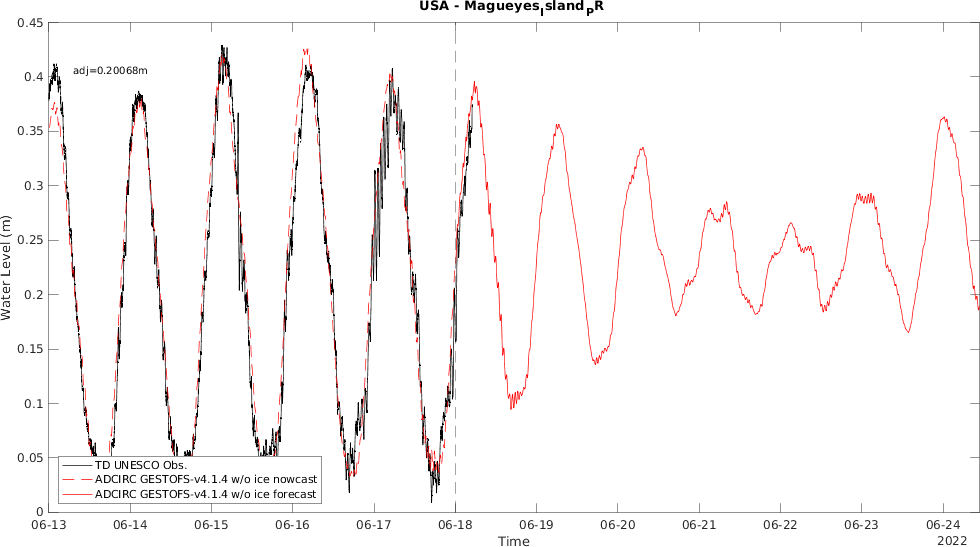 USA - MagueyesIslandPR
0.45
adj=0.20068m
0.4
0.35
0.3
0.25
Water Level (m)
0.2
0.15
0.1
0.05
TD UNESCO Obs.
ADCIRC GESTOFS-v4.1.4 w/o ice nowcast
ADCIRC GESTOFS-v4.1.4 w/o ice forecast
0
06-13 06-14 06-15 06-16 06-17 06-18 06-19 06-20 06-21 06-22 06-23 06-24
Time 2022